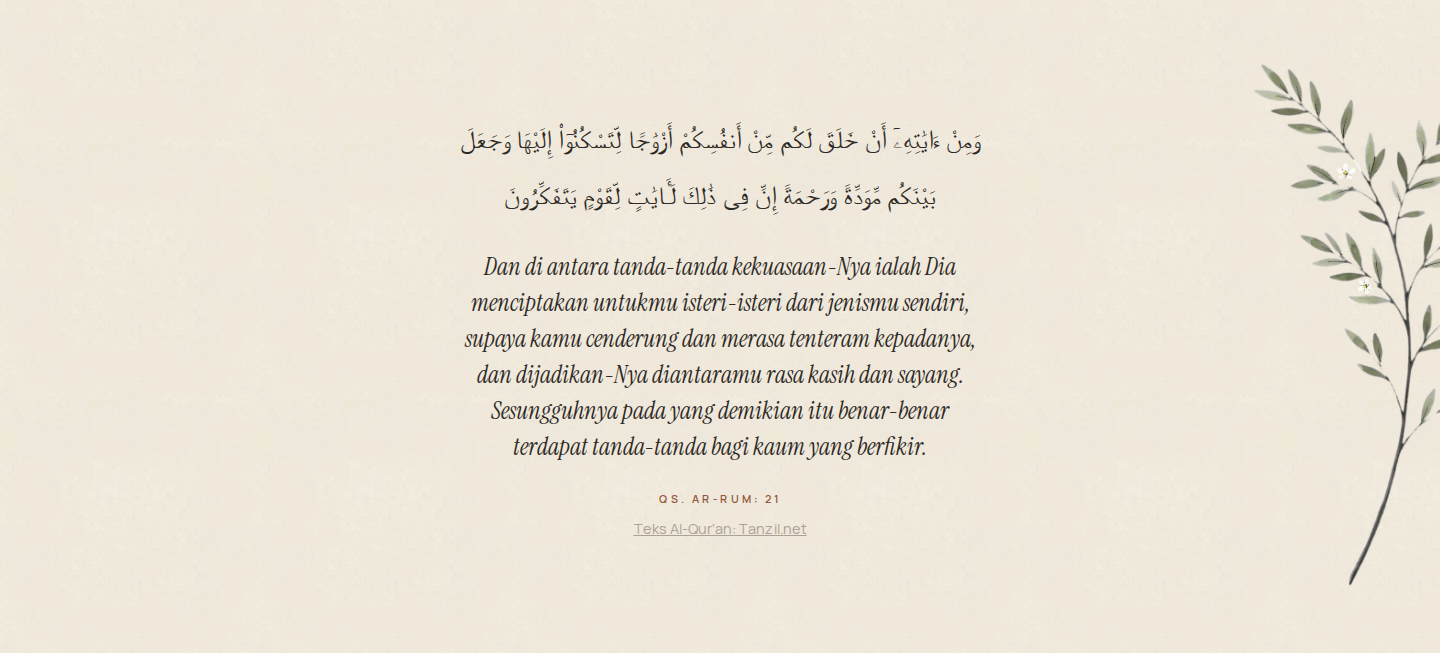 وَمِنْ ءَايَٰتِهِۦٓ أَنْ خَلَقَ لَكُم مِّنْ أَنفُسِكُمْ أَزْوَٰجًا لِّتَسْكُنُوٓا۟ إِلَيْهَا وَجَعَلَ
بَيْنَكُم مَّوَدَّةً وَرَحْمَةً إِنَّ فِى ذَٰلِكَ لَـَٔايَٰتٍ لِّقَوْمٍ يَتَفَكَّرُونَ
Dan di antara tanda-tanda kekuasaan-Nya ialah Dia
menciptakan untukmu isteri-isteri dari jenismu sendiri,
supaya kamu cenderung dan merasa tenteram kepadanya,
dan dijadikan-Nya diantaramu rasa kasih dan sayang.
Sesungguhnya pada yang demikian itu benar-benar
terdapat tanda-tanda bagi kaum yang berfikir.
QS. AR-RUM: 21
Teks Al-Qur'an: Tanzil.net